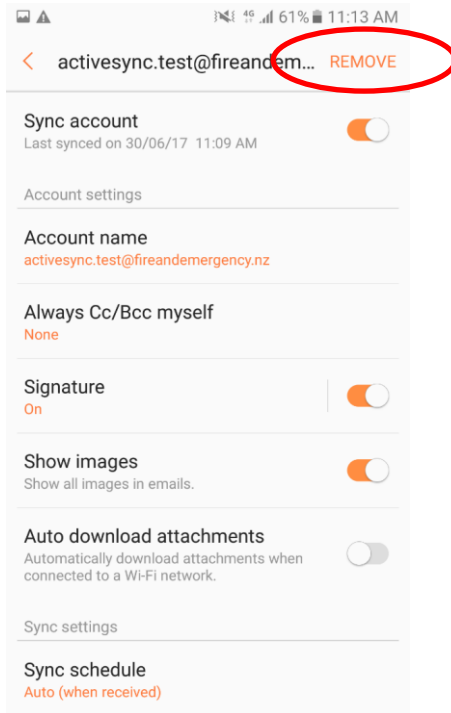 4G 61% 11:13 AM
activesync.test@fireandem... REMOVE
Sync account
Last synced on 30/06/17 11:09 AM
Account settings
Account name
activesync.test@fireandemergency.nz
Always Cc/Bcc myself
None
Signature
On
Show images
Show all images in emails.
Auto download attachments
Automatically download attachments when
connected to a Wi-Fi network.
Sync settings
Sync schedule
Auto (when received)